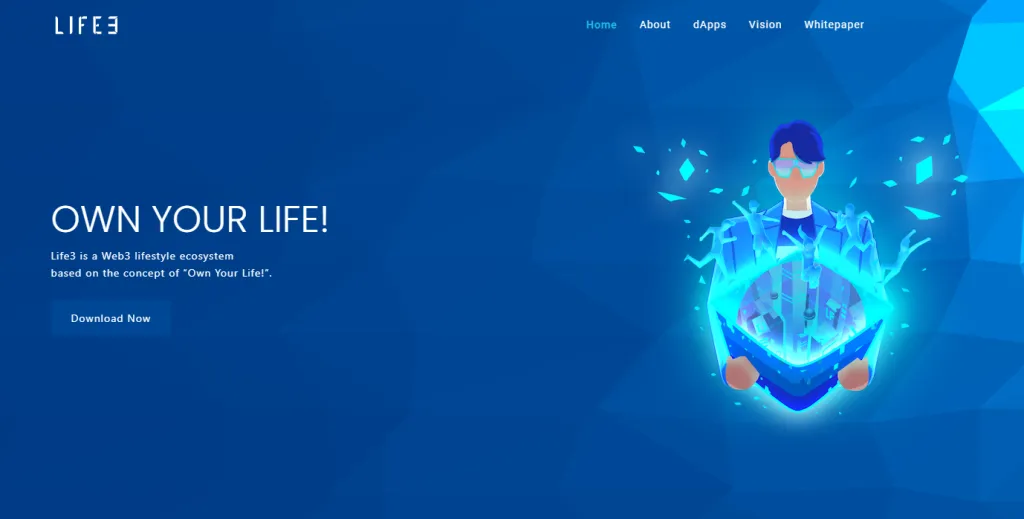 LIFE3
Home About dApps Vision Whitepaper
OWN YOUR LIFE!
Life3 is a Web3 lifestyle ecosystem
based on the concept of “Own Your Life!”.
Download Now